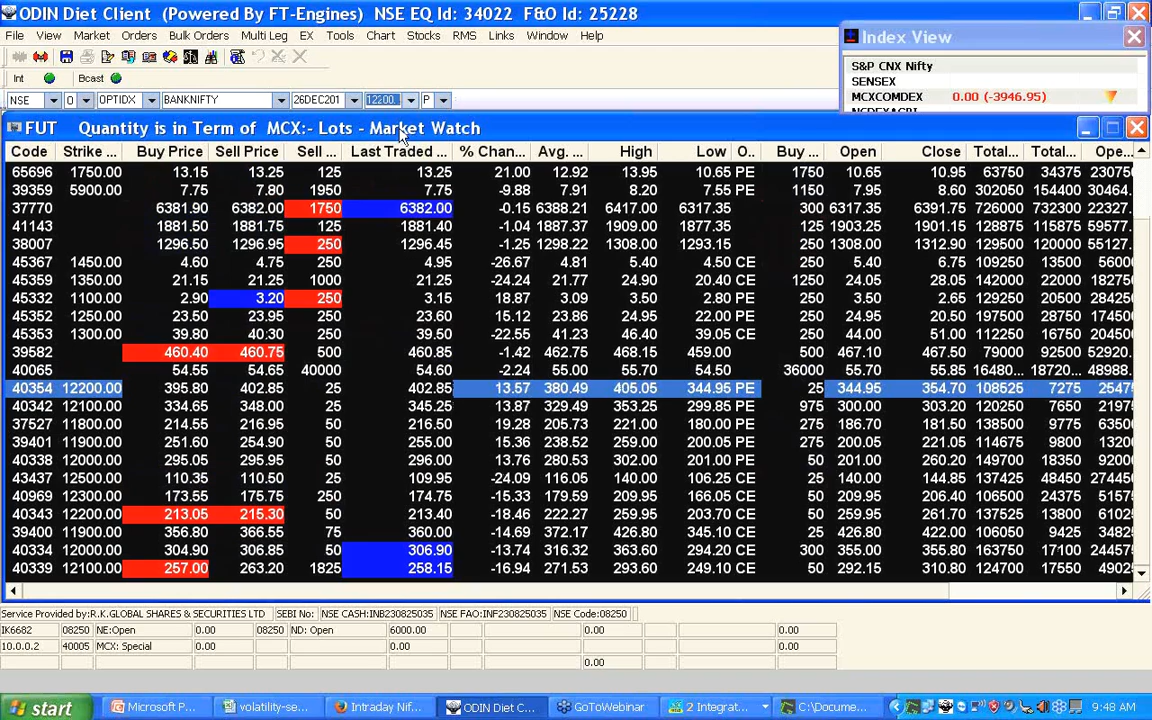 ODIN Diet Client (Powered By FT-Engines) NSE EQ Id: 34022 F&O Id: 25228
File View Market Orders Bulk Orders Multi Leg EX Tools Chart Stocks RMS Links Window Help
Index View
S&P CNX Nifty
SENSEX
MCXCOMDEX 0.00 (-3946.95)
Int Bcast
NSE O OPTIDX BANKNIFTY 26DEC201 12200. P
FUT Quantity is in Term of MCX:- Lots - Market Watch
Code Strike ... Buy Price Sell Price Sell ... Last Traded ... % Chan... Avg. ... High Low O.. Buy ... Open Close Total... Total... Ope...
65696 1750.00 13.15 13.25 125 13.25 21.00 12.92 13.95 10.65 PE 1750 10.65 10.95 63750 34375 230750
39359 5900.00 7.75 7.80 1950 7.75 -9.88 7.91 8.20 7.55 PE 1150 7.95 8.60 302050 154400 30464.
37770 6381.90 6382.00 1750 6382.00 -0.15 6388.21 6417.00 6317.35 300 6317.35 6391.75 726000 732300 22327.
41143 1881.50 1881.75 125 1881.40 -1.04 1887.37 1909.00 1877.35 125 1903.25 1901.15 128875 115875 59577.
38007 1296.50 1296.95 250 1296.45 -1.25 1298.22 1308.00 1293.15 250 1308.00 1312.90 129500 120000 55127.
45367 1450.00 4.60 4.75 250 4.95 -26.67 4.81 5.40 4.50 CE 250 5.40 6.75 109250 13500 56000
45359 1350.00 21.15 21.25 1000 21.25 -24.24 21.77 24.90 20.40 CE 1250 24.25 28.05 142000 22000 182750
45332 1100.00 2.90 3.20 250 3.15 18.87 3.09 3.50 2.80 PE 250 3.50 2.65 129250 20500 284250
45352 1250.00 23.50 23.95 250 23.60 15.12 23.86 24.95 21.95 PE 250 24.95 20.50 197500 28750 174500
45353 1300.00 39.80 40:30 250 39.50 -22.55 41.23 46.40 39.05 CE 250 44.00 51.00 112250 16750 204500
39582 460.40 460.75 500 460.85 -1.42 462.75 468.15 459.00 500 467.10 467.50 79000 92500 52920.
40065 54.55 54.65 40000 54.60 -2.24 55.00 55.70 54.50 36000 55.70 55.85 16480... 18720...
40354 12200.00 395.80 402.85 25 402.85 13.57 380.49 405.05 344.95 PE 25 344.95 354.70 108525 7275 2547
40342 12100.00 334.65 348.00 25 345.25 13.87 329.49 353.25 299.85 PE 975 300.00 303.20 120250 7650 21975
37527 11800.00 214.55 216.95 50 216.50 19.28 205.73 221.00 180.00 PE 275 186.70 181.50 138500 9775
39401 11900.00 251.60 254.90 50 255.00 15.36 238.52 259.00 213.00 PE 275 200.05 221.05 114675 9800
40338 12000.00 295.00 298.95 50 296.00 13.76 280.53 302.00 201.00 PE 50 261.00 260.20 149700 18350 92000
43437 12500.00 110.35 110.50 25 109.95 -24.09 116.05 140.00 106.25 CE 50 140.00 144.85 137425 48450
40969 12300.00 173.55 175.75 250 174.75 -15.33 179.59 209.95 166.05 CE 50 209.95 206.40 106500 24375 51575
40343 12200.00 213.05 215.30 50 213.40 -18.46 222.27 259.95 213.75 CE 50 259.95 261.70 137525 13800 61025
39400 11900.00 356.80 366.55 75 360.00 -14.69 372.17 426.80 345.10 CE 25 426.80 422.00 106050 9425
40334 12000.00 304.90 306.85 50 306.90 -13.74 316.32 363.60 294.20 CE 300 355.00 355.80 163750 17100 244575
40339 12100.00 257.00 263.20 1825 258.15 -16.94 271.53 293.60 249.10 CE 50 292.15 310.80 124700 17550
Service Provided by: R.K.GLOBAL SHARES & SECURITIES LTD SEBI No: NSE CASH:INB230825035 NSE FAO:INF230825035 NSE Code:08250
IK6682 08250 NE:Open 0.00 08250 ND: Open 6000.00 0.00 0.00
10.0.0.2 40005 MCX: Special 0.00 0.00 0.00
0.00
start Microsoft P... volatility-se... Intraday Nif... ODIN Diet C... GoToWebinar 2 Integrat... C:\Docume... 9:48 AM